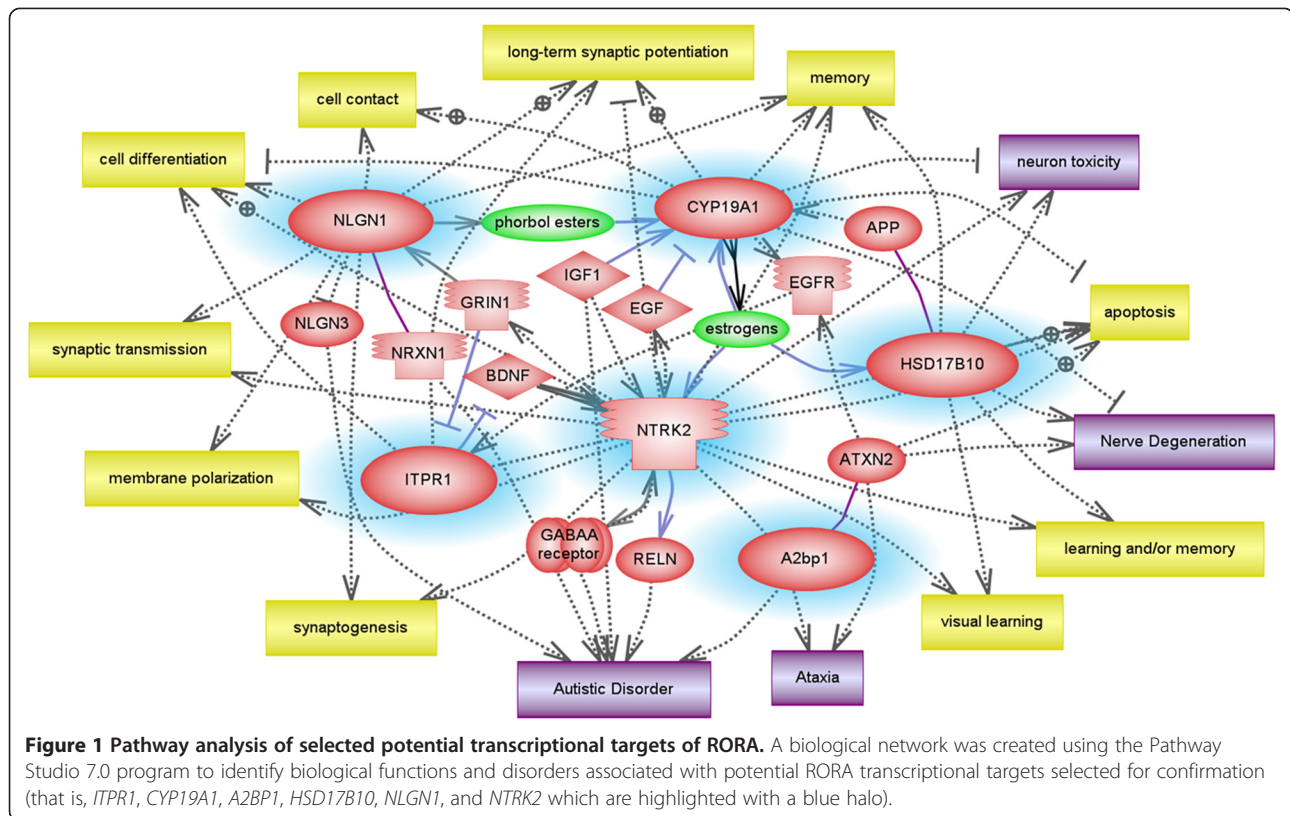 long-term synaptic potentiation
memory
cell contact
cell differentiation
neuron toxicity
NLGN1
phorbol esters
CYP19A1
APP
IGF1
EGFR
GRIN1
EGF
NLGN3
estrogens
apoptosis
synaptic transmission
NRXN1
HSD17B10
BDNF
NTRK2
Nerve Degeneration
ATXN2
membrane polarization
ITPR1
GABAA
receptor
RELN
A2bp1
learning and/or memory
synaptogenesis
visual learning
Autistic Disorder
Ataxia
Figure 1 Pathway analysis of selected potential transcriptional targets of RORA. A biological network was created using the Pathway
Studio 7.0 program to identify biological functions and disorders associated with potential RORA transcriptional targets selected for confirmation
(that is, ITPR1, CYP19A1, A2BP1, HSD17B10, NLGN1, and NTRK2 which are highlighted with a blue halo).